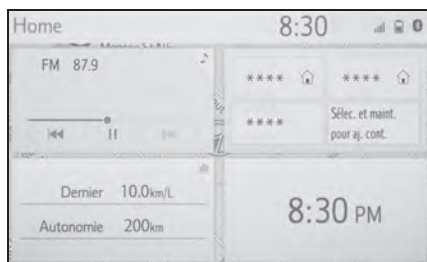 Home 8:30
FM 87.9
**** ****
****
Sélec. et maint.
pour aj. cont.
Dernier 10.0km/L
Autonomie 200km
8:30 PM